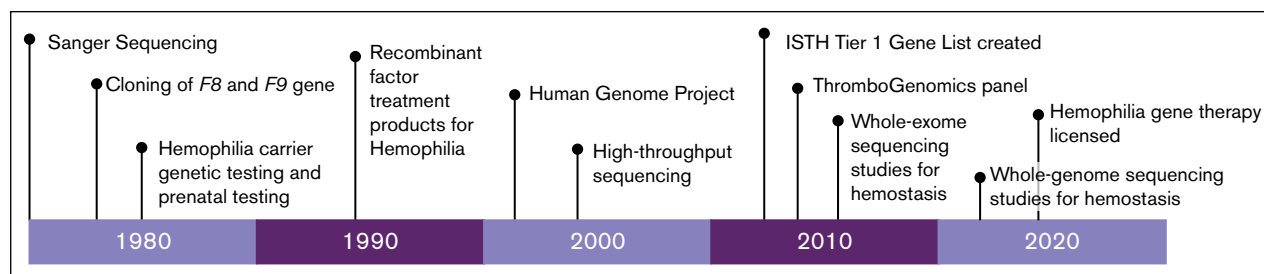 Sanger Sequencing
Cloning of F8 and F9 gene
Hemophilia carrier
genetic testing and
prenatal testing
Recombinant
factor
treatment
products for
Hemophilia
Human Genome Project
High-throughput
sequencing
ISTH Tier 1 Gene List created
ThromboGenomics panel
Whole-exome
sequencing
studies for
hemostasis
Hemophilia gene therapy
licensed
Whole-genome sequencing
studies for hemostasis
1980
1990
2000
2010
2020